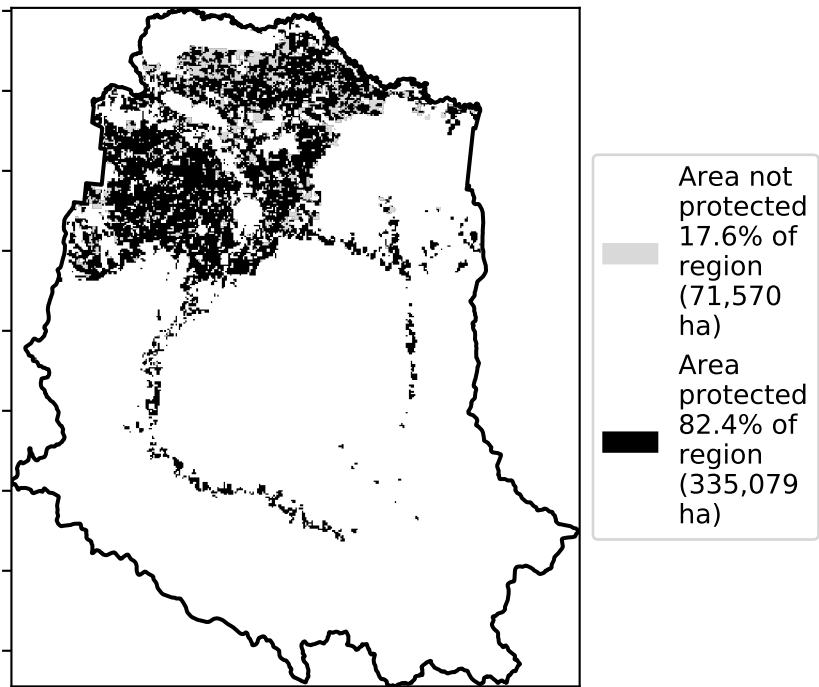 Area not
protected
17.6% of
region
(71,570
ha)
Area
protected
82.4% of
region
(335,079
ha)